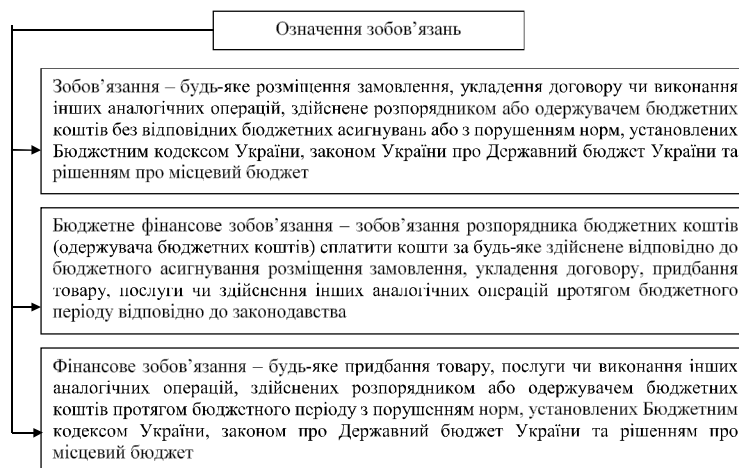 Означення зобов’язань
Зобов’язання – будь-яке розміщення замовлення, укладення договору чи виконання
інших аналогічних операцій, здійснене розпорядником або одержувачем бюджетних
коштів без відповідних бюджетних асигнувань або з порушенням норм, установлених
Бюджетним кодексом України, законом України про Державний бюджет України та
рішенням про місцевий бюджет
Бюджетне фінансове зобов’язання – зобов’язання розпорядника бюджетних коштів
(одержувача бюджетних коштів) сплатити кошти за будь-яке здійснене відповідно до
бюджетного асигнування розміщення замовлення, укладення договору, придбання
товару, послуги чи здійснення інших аналогічних операцій протягом бюджетного
періоду відповідно до законодавства
Фінансове зобов’язання – будь-яке придбання товару, послуги чи виконання інших
аналогічних операцій, здійснених розпорядником або одержувачем бюджетних
коштів протягом бюджетного періоду з порушенням норм, установлених Бюджетним
кодексом України, законом про Державний бюджет України та рішенням про
місцевий бюджет